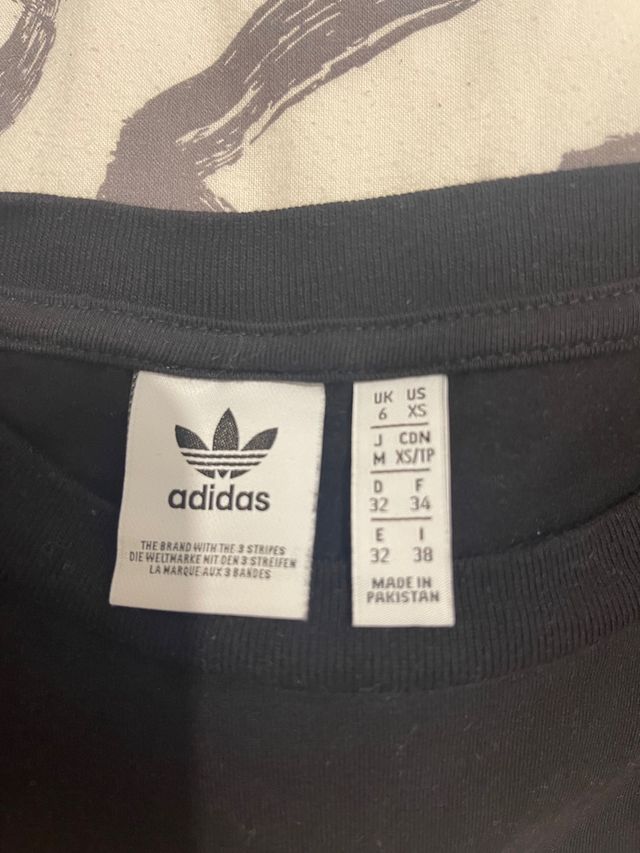 adidas
THE BRAND WITH THE 3 STRIPES
DIE WELTMARKE MIT DEN 3 STREIFEN
LA MARQUE AUX 3 BANDES
UK US
6 XS
J CDN
M XS/TP
D F
32 34
E I
32 38
MADE IN
PAKISTAN